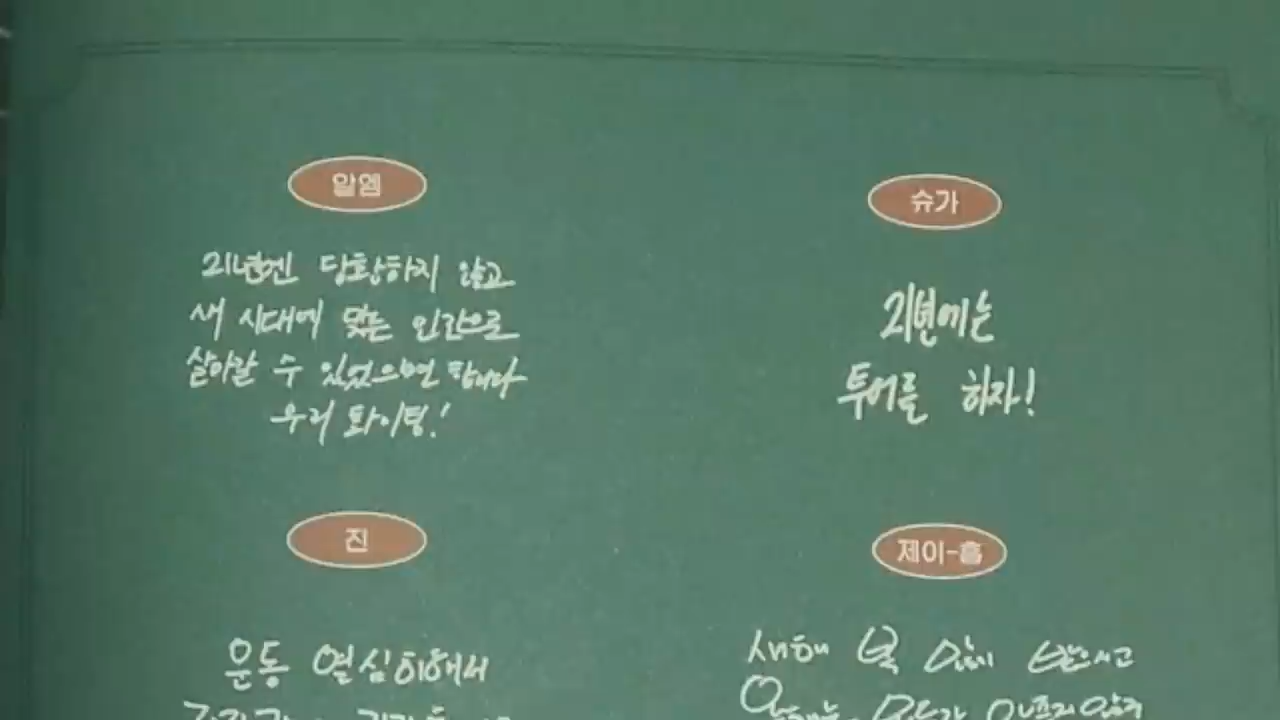 알엠
21년엔 당황하지 않고
새 시대에 맞는 인간으로
살아갈 수 있었으면 합니다
우리 화이팅!
슈가
21년에는
투어를 하자!
진
운동 열심히해서
제이-홉
새해 복 많이 받으시고